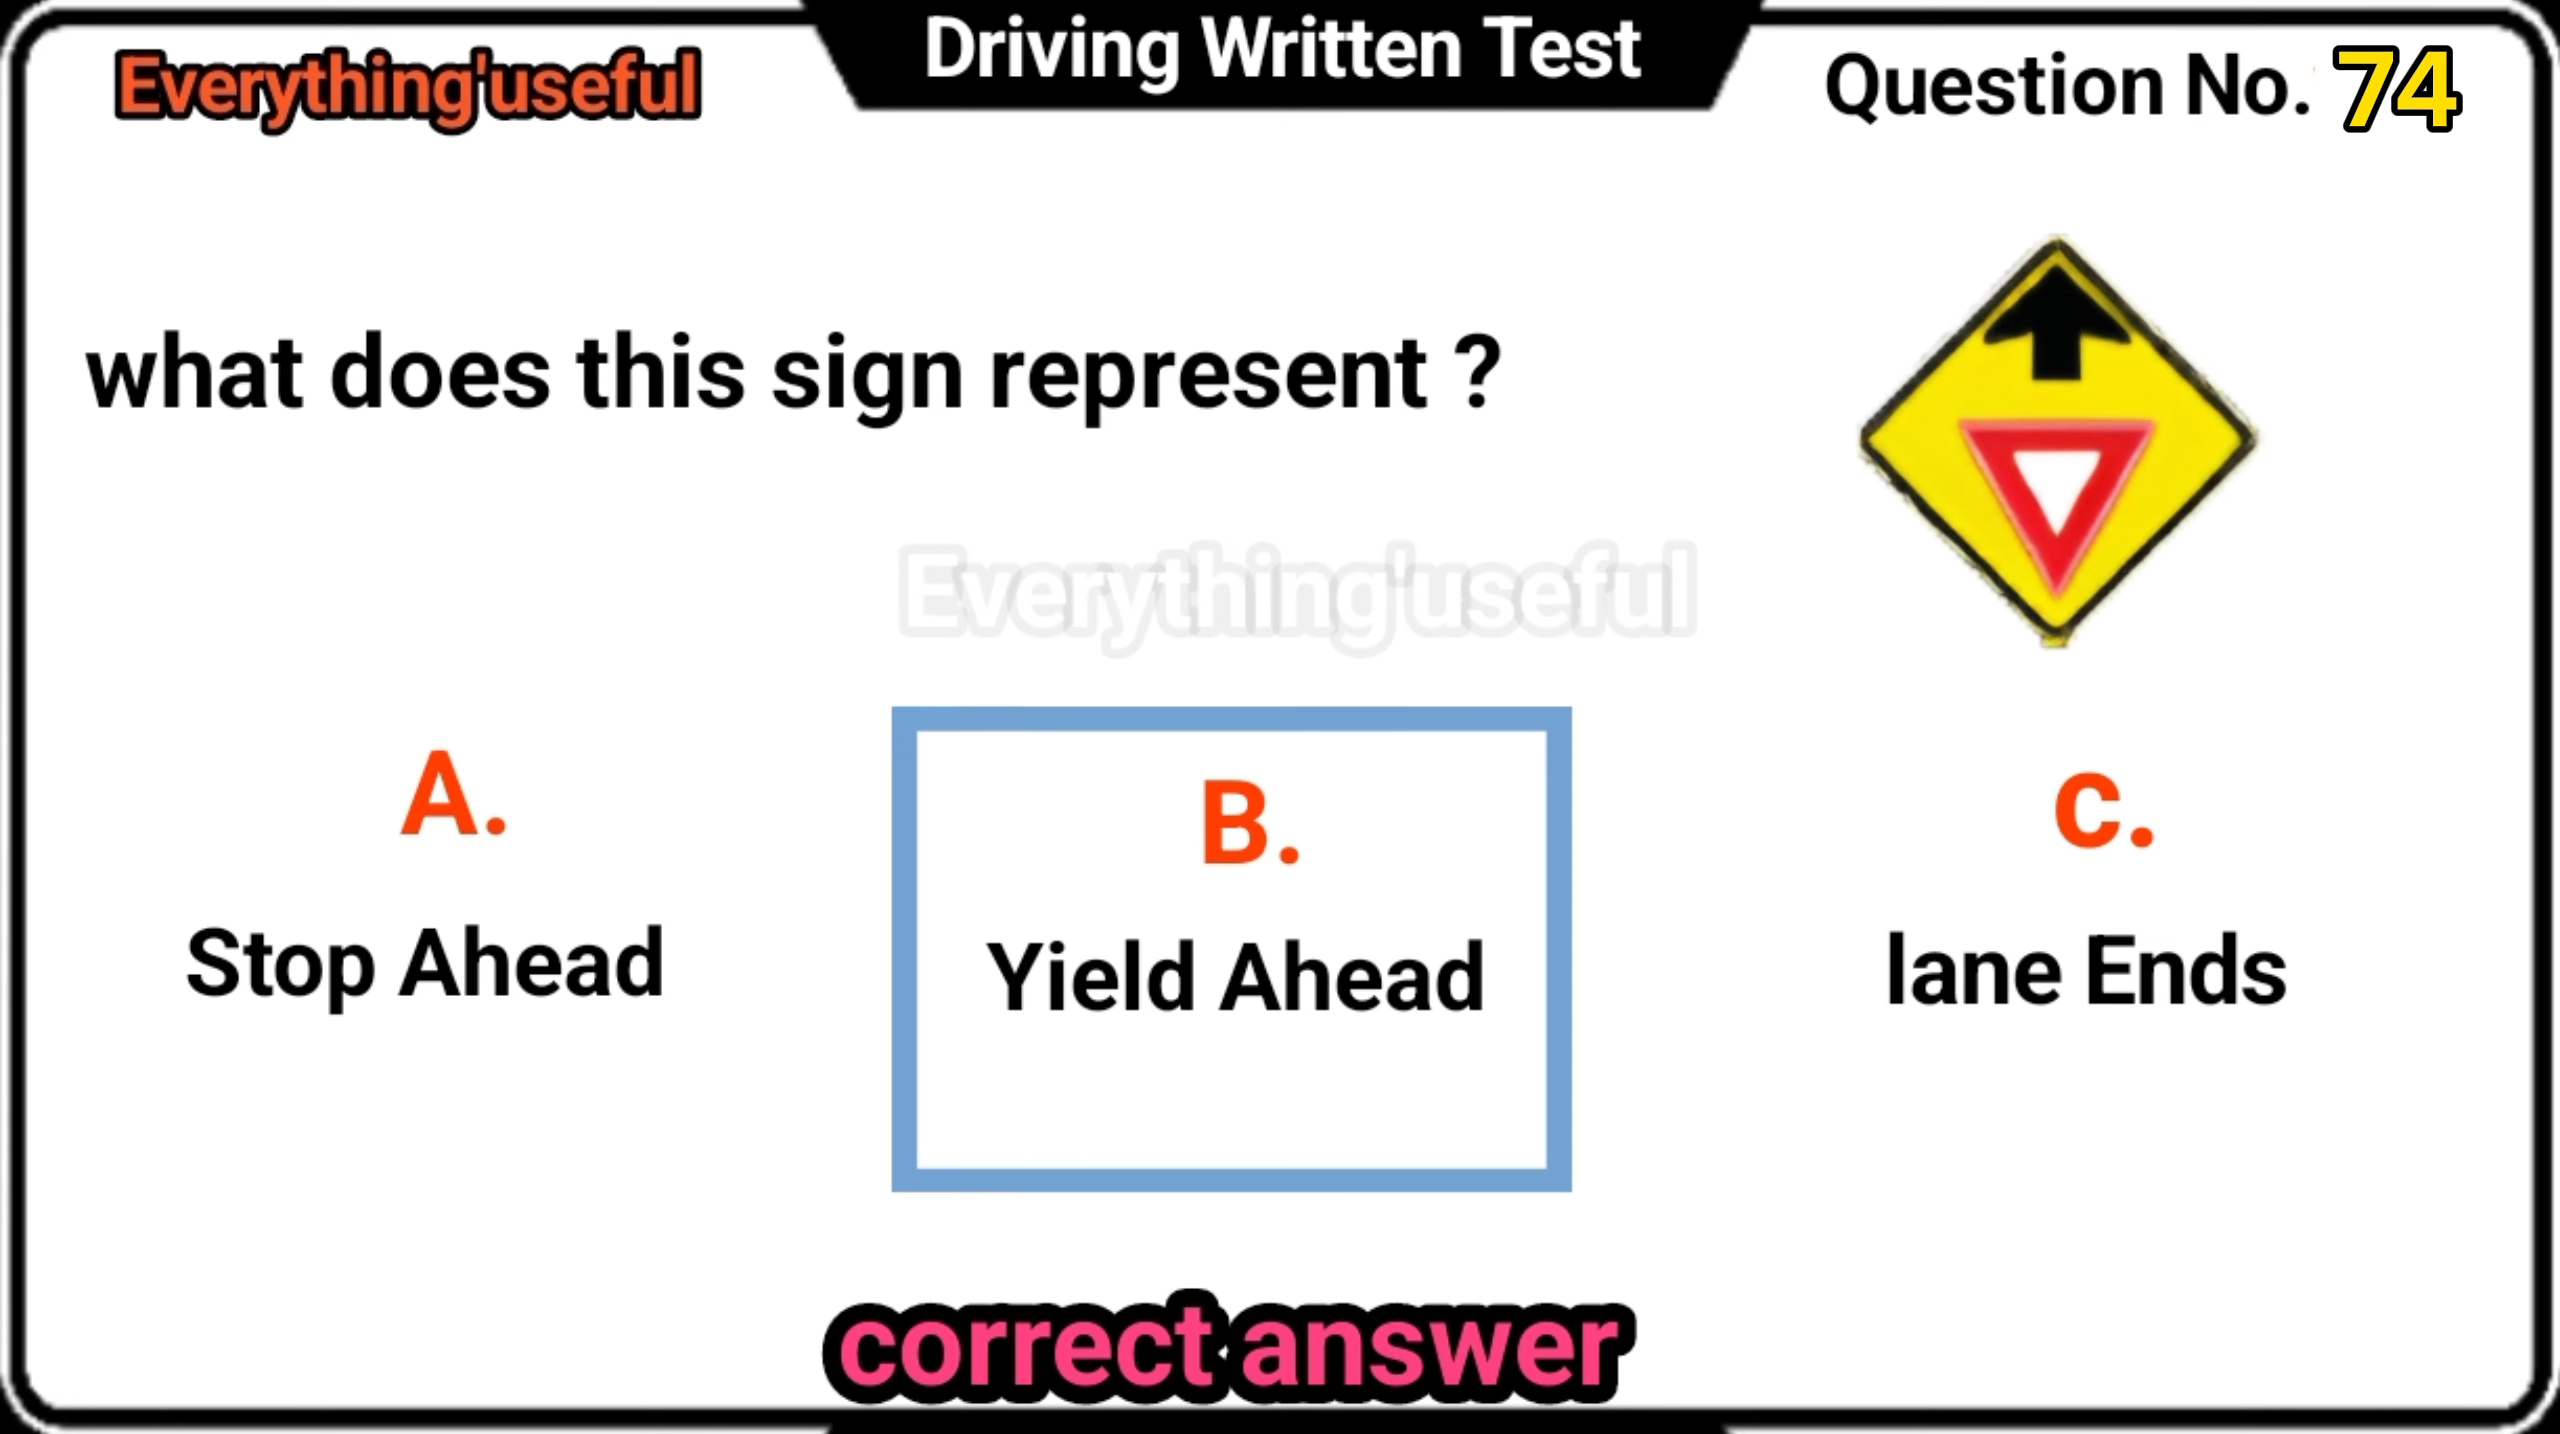 Driving Written Test
Everything'useful
Question No. 74
what does this sign represent ?
Everything'useful
A.
Stop Ahead
B.
Yield Ahead
c.
lane Ends
correct answer